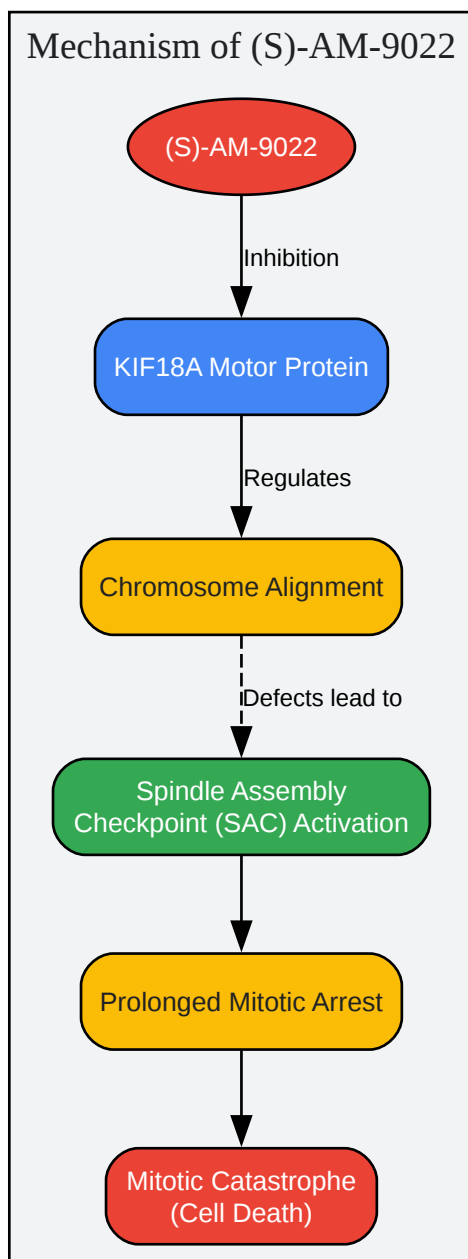 Mechanism of (S)-AM-9022
(S)-AM-9022
Inhibition
KIF18A Motor Protein
Regulates
Chromosome Alignment
Defects lead to
Spindle Assembly
Checkpoint (SAC) Activation
Prolonged Mitotic Arrest
Mitotic Catastrophe
(Cell Death)